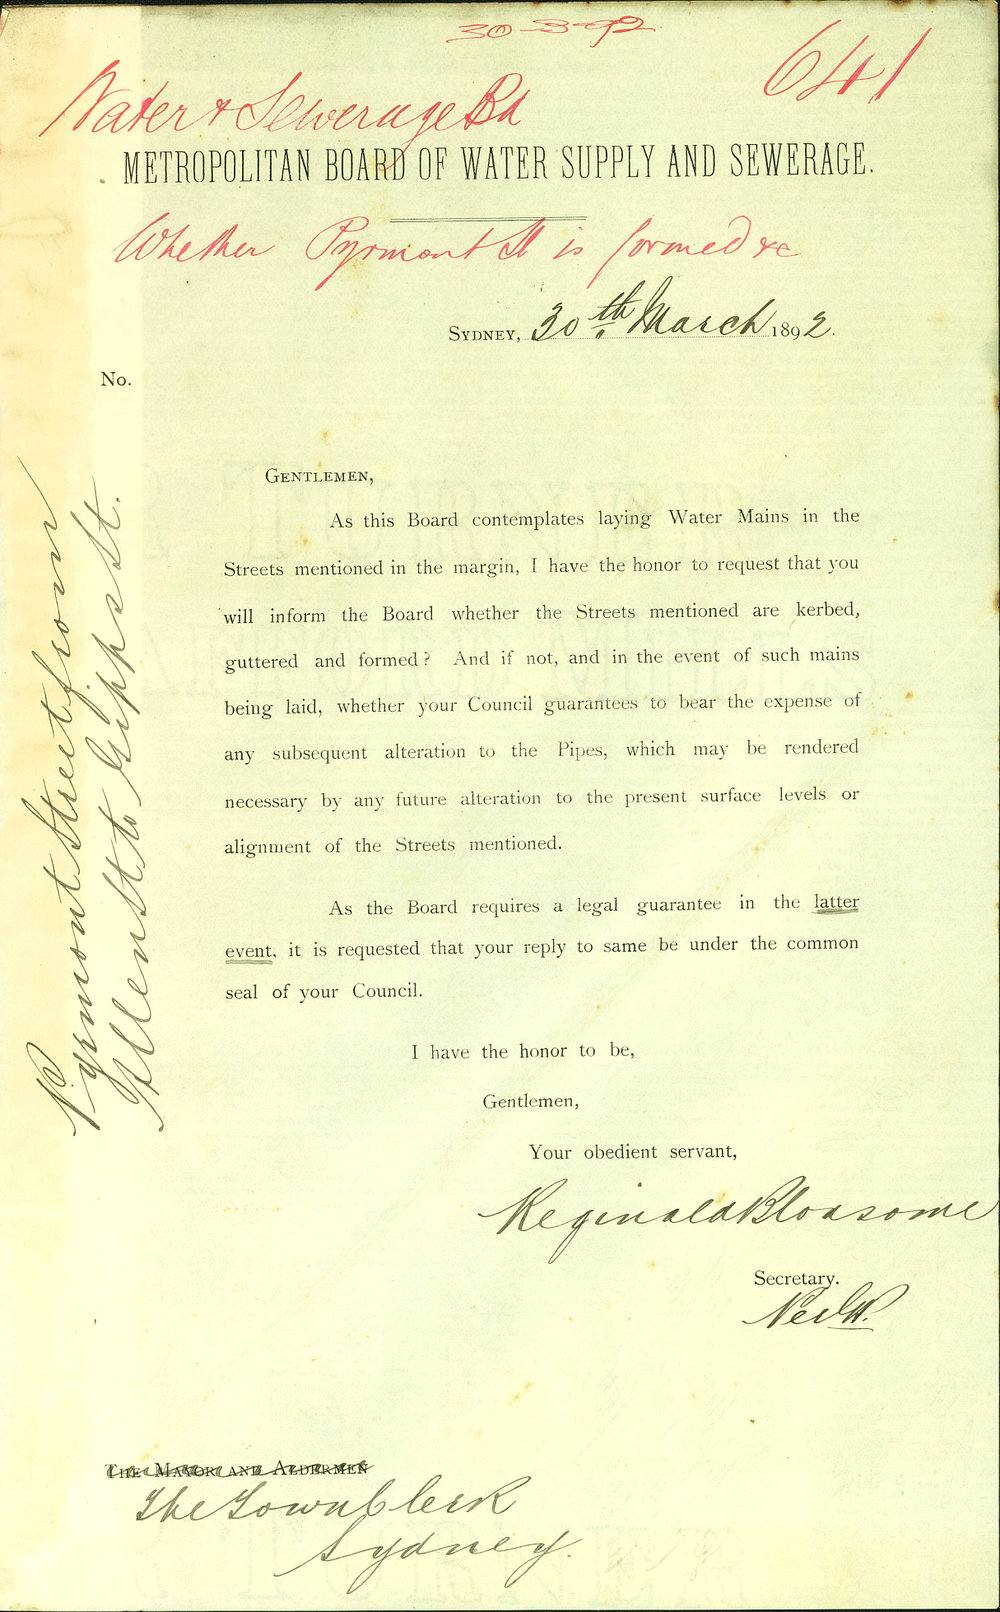 30-3-92
641
Water & Sewerage Bd
METROPOLITAN BOARD OF WATER SUPPLY AND SEWERAGE.
Whether Pyrmont St is formed &c
SYDNEY, 30th March 1892.
No.
Pyrmont Street from
Allen St to Gipps St.
GENTLEMEN,
As this Board contemplates laying Water Mains in the
Streets mentioned in the margin, I have the honor to request that you
will inform the Board whether the Streets mentioned are kerbed,
guttered and formed? And if not, and in the event of such mains
being laid, whether your Council guarantees to bear the expense of
any subsequent alteration to the Pipes, which may be rendered
necessary by any future alteration to the present surface levels or
alignment of the Streets mentioned.
As the Board requires a legal guarantee in the latter
event, it is requested that your reply to same be under the common
seal of your Council.
I have the honor to be,
Gentlemen,
Your obedient servant,
Reginald Bloxsome
Secretary.
THE MAYOR AND ALDERMEN
The Town Clerk
Sydney.